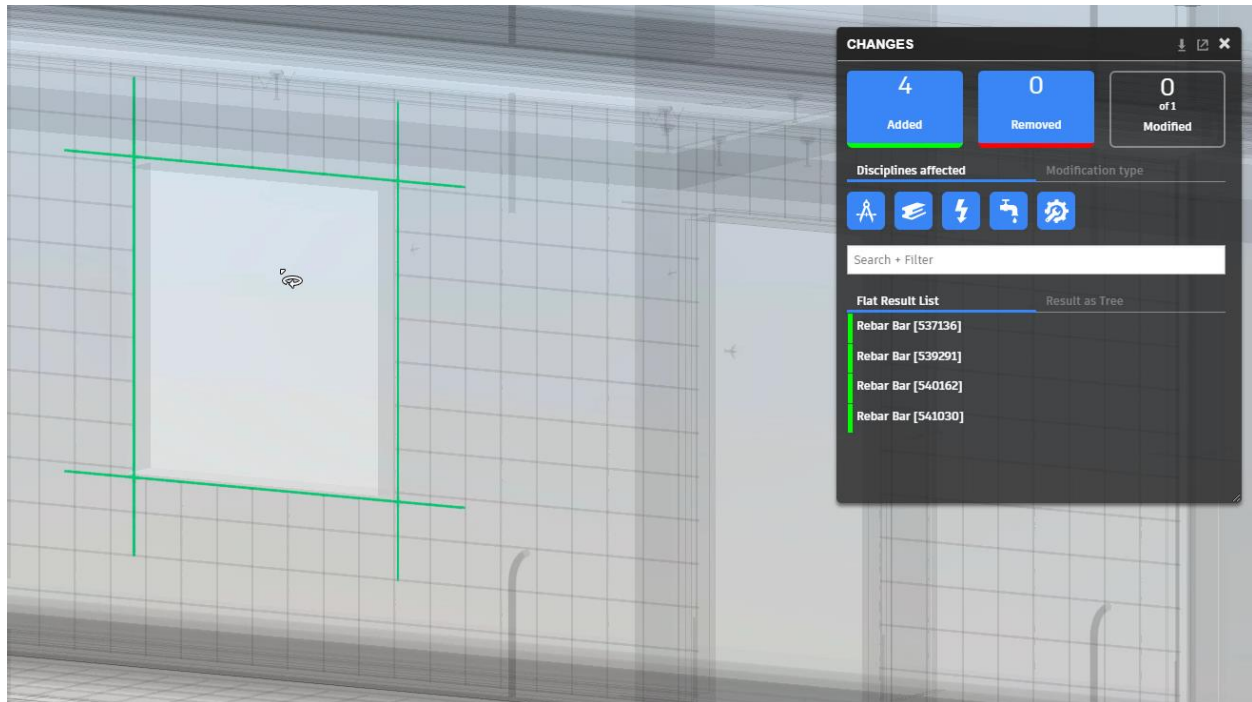 CHANGES
4
Added
0
Removed
0
of 1
Modified
Disciplines affected
Modification type
Search + Filter
Flat Result List
Result as Tree
Rebar Bar [537136]
Rebar Bar [539291]
Rebar Bar [540162]
Rebar Bar [541030]